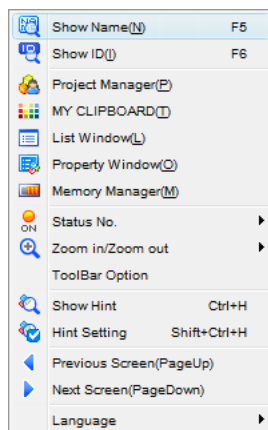 Show Name(N) F5
Show ID(I) F6
Project Manager(P)
MY CLIPBOARD(T)
List Window(L)
Property Window(O)
Memory Manager(M)
ON Status No.
Zoom in/Zoom out
ToolBar Option
Show Hint Ctrl+H
Hint Setting Shift+Ctrl+H
Previous Screen(PageUp)
Next Screen(PageDown)
Language